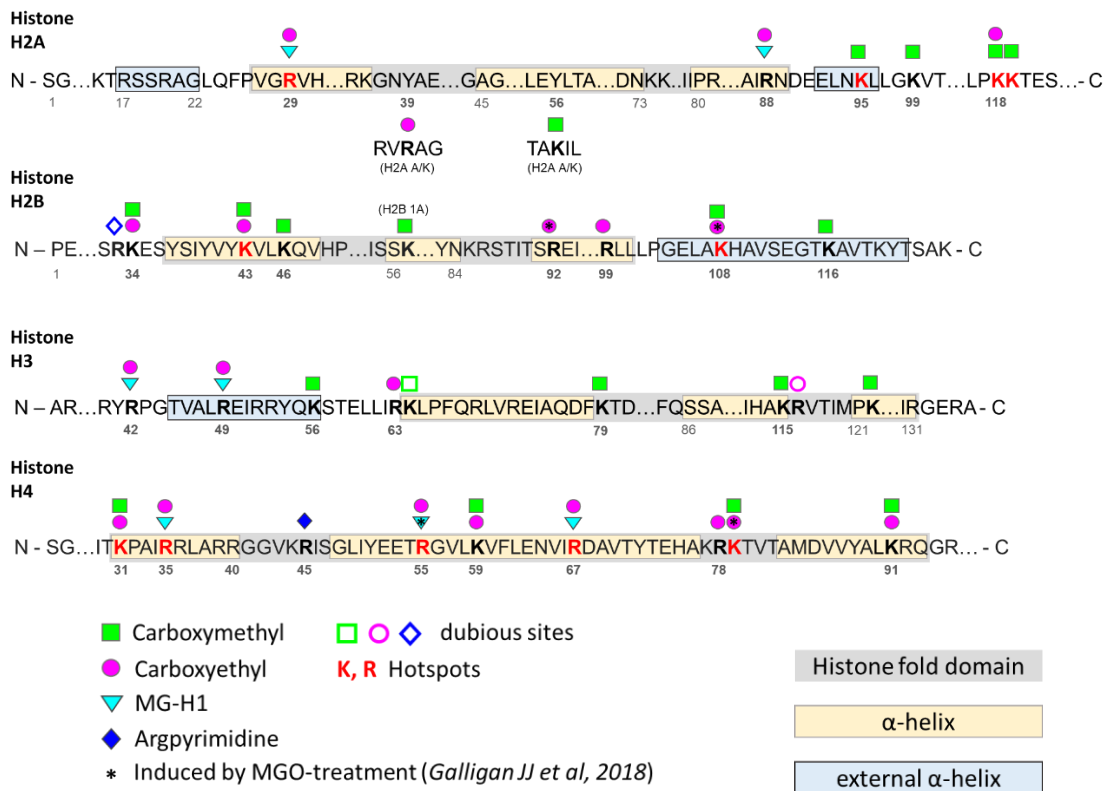 Histone
H2A
N - SG...KTRSSRAGLQFPVGRVH...RKGNYAE...GAG...LEYLTA...DNKK..IIPR...AIRNDEELNKLLGKVT...LPKKTES...- C
1 17 22 29 39 45 56 73 80 88 95 99 118
RVRAG TAKIL
(H2A A/K) (H2A A/K)
Histone
H2B
(H2B 1A)
N – PE...SRKESYSIYVYKVLKQVHP...ISSK...YNKRSTITSREI...RLLLPGELAKHAVSEGTKAVTKYTSAK - C
1 34 43 46 56 84 92 99 108 116
Histone
H3
N – AR...RYRPGTVALREIRRYQKSTELLIRKLPFQRLVREIAQDFKTD...FQSSA...IHAKRVTIMPK...IRGERA - C
42 49 56 63 79 86 115 121 131
Histone
H4
N - SG...ITKPAIRRLARRGGVKRISGLIYEETRGVLKVFLENVIRDAVTYTEHAKRKTVTAMDVVYALKRQGR... - C
31 35 40 45 55 59 67 78 91
Carboxymethyl dubious sites
Carboxyethyl K, R Hotspots
Histone fold domain
MG-H1
α-helix
Argpyrimidine
* Induced by MGO-treatment (Galligan JJ et al, 2018)
external α-helix